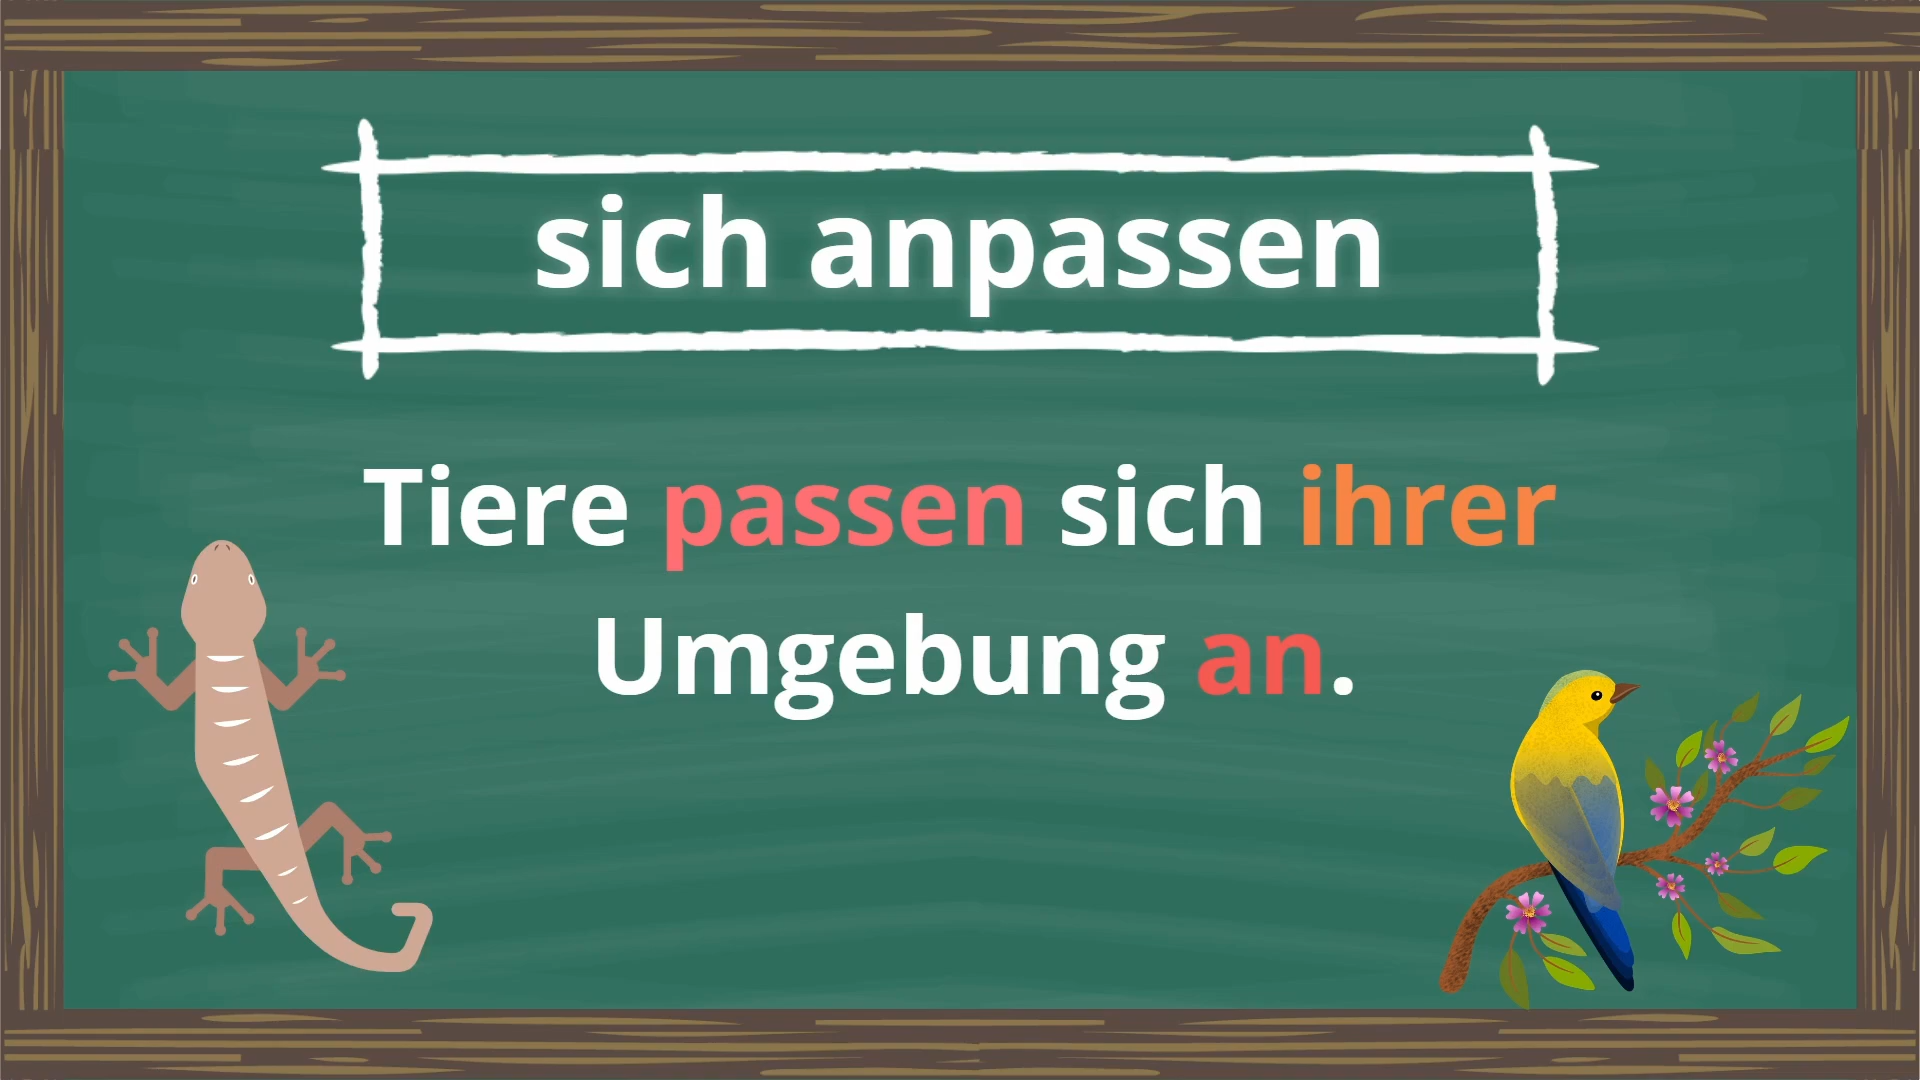 sich anpassen
Tiere passen sich ihrer
Umgebung an.